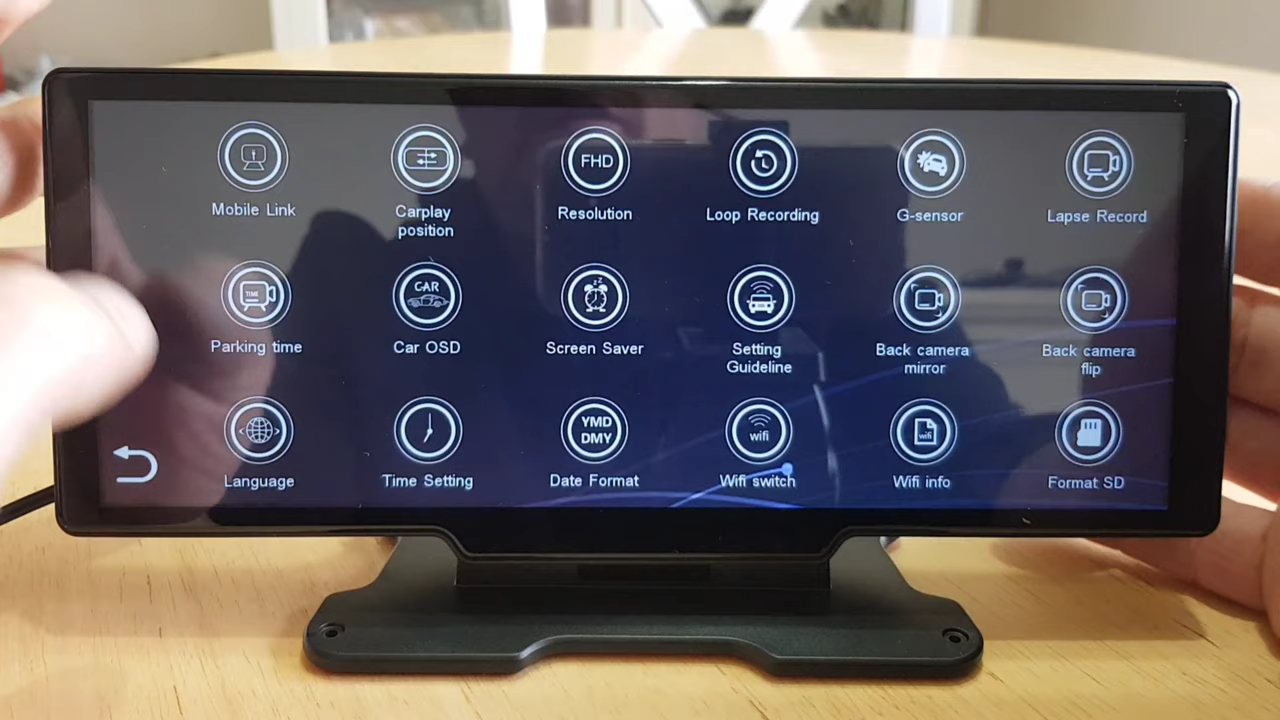 FHD
Mobile Link
Carplay
position
Resolution
Loop Recording
G-sensor
Lapse Record
TIME
CAR
Parking time
Car OSD
Screen Saver
Setting
Guideline
Back camera
mirror
Back camera
flip
YMD
DMY
wifi
wifi
Language
Time Setting
Date Format
Wifi switch
Wifi info
Format SD